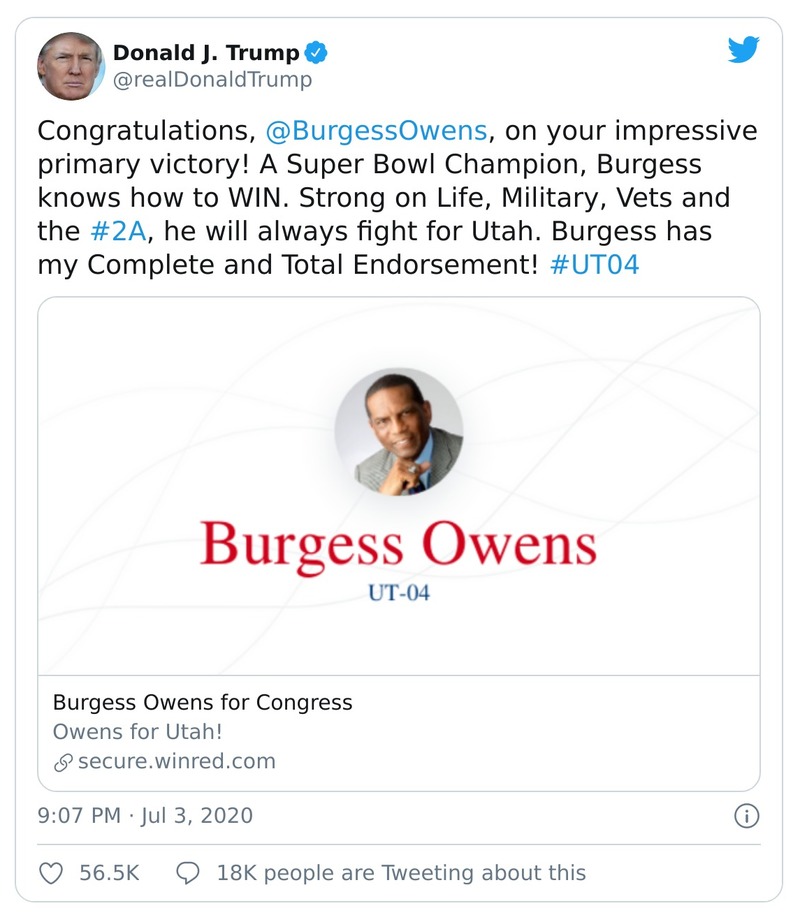 Donald J. Trump
@realDonaldTrump
Congratulations, @BurgessOwens, on your impressive
primary victory! A Super Bowl Champion, Burgess
knows how to WIN. Strong on Life, Military, Vets and
the #2A, he will always fight for Utah. Burgess has
my Complete and Total Endorsement! #UT04
Burgess Owens
UT-04
Burgess Owens for Congress
Owens for Utah!
secure.winred.com
9:07 PM · Jul 3, 2020
56.5K 18K people are Tweeting about this